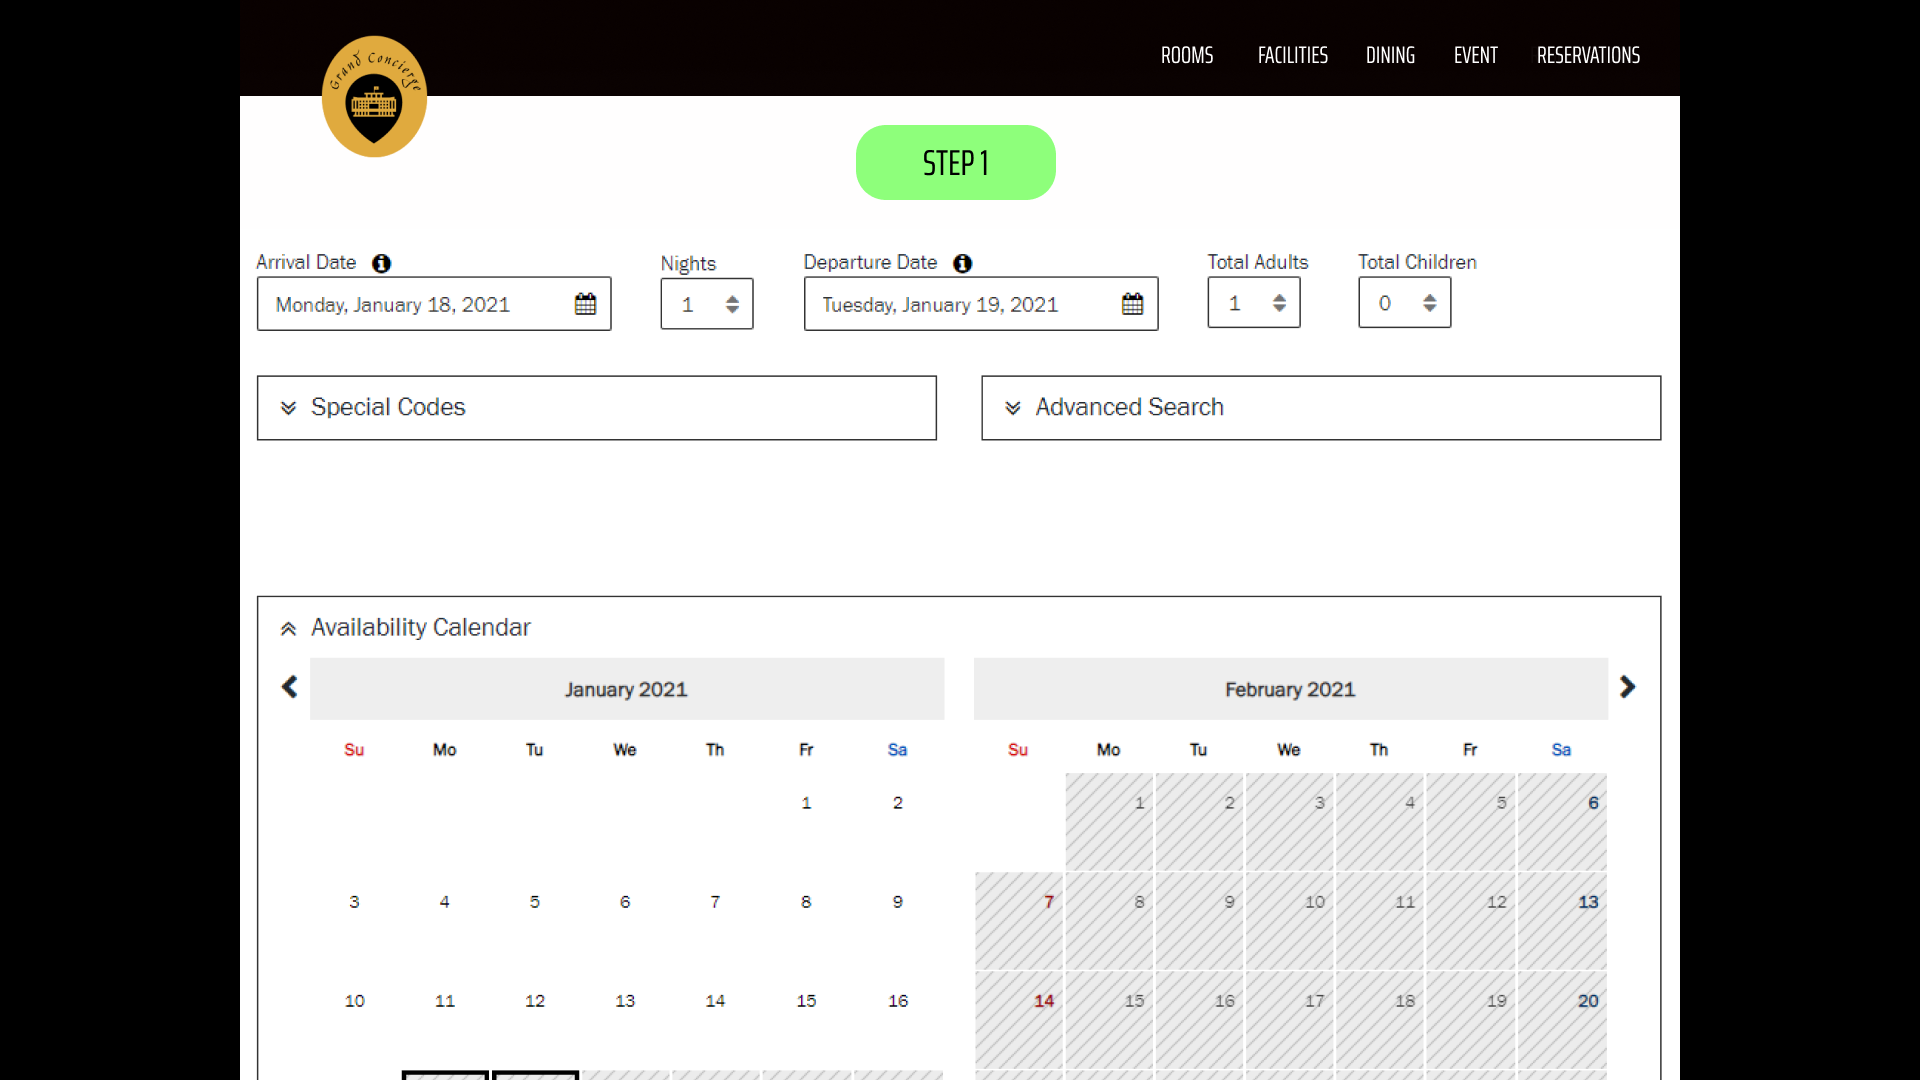 Grand Concierge
ROOMS FACILITIES DINING EVENT RESERVATIONS
STEP 1
Arrival Date Nights Departure Date Total Adults Total Children
Monday, January 18, 2021 1 Tuesday, January 19, 2021 1 0
Special Codes Advanced Search
Availability Calendar
January 2021 February 2021
Su Mo Tu We Th Fr Sa Su Mo Tu We Th Fr Sa
1 2 1 2 3 4 5 6
3 4 5 6 7 8 9 7 8 9 10 11 12 13
10 11 12 13 14 15 16 14 15 16 17 18 19 20